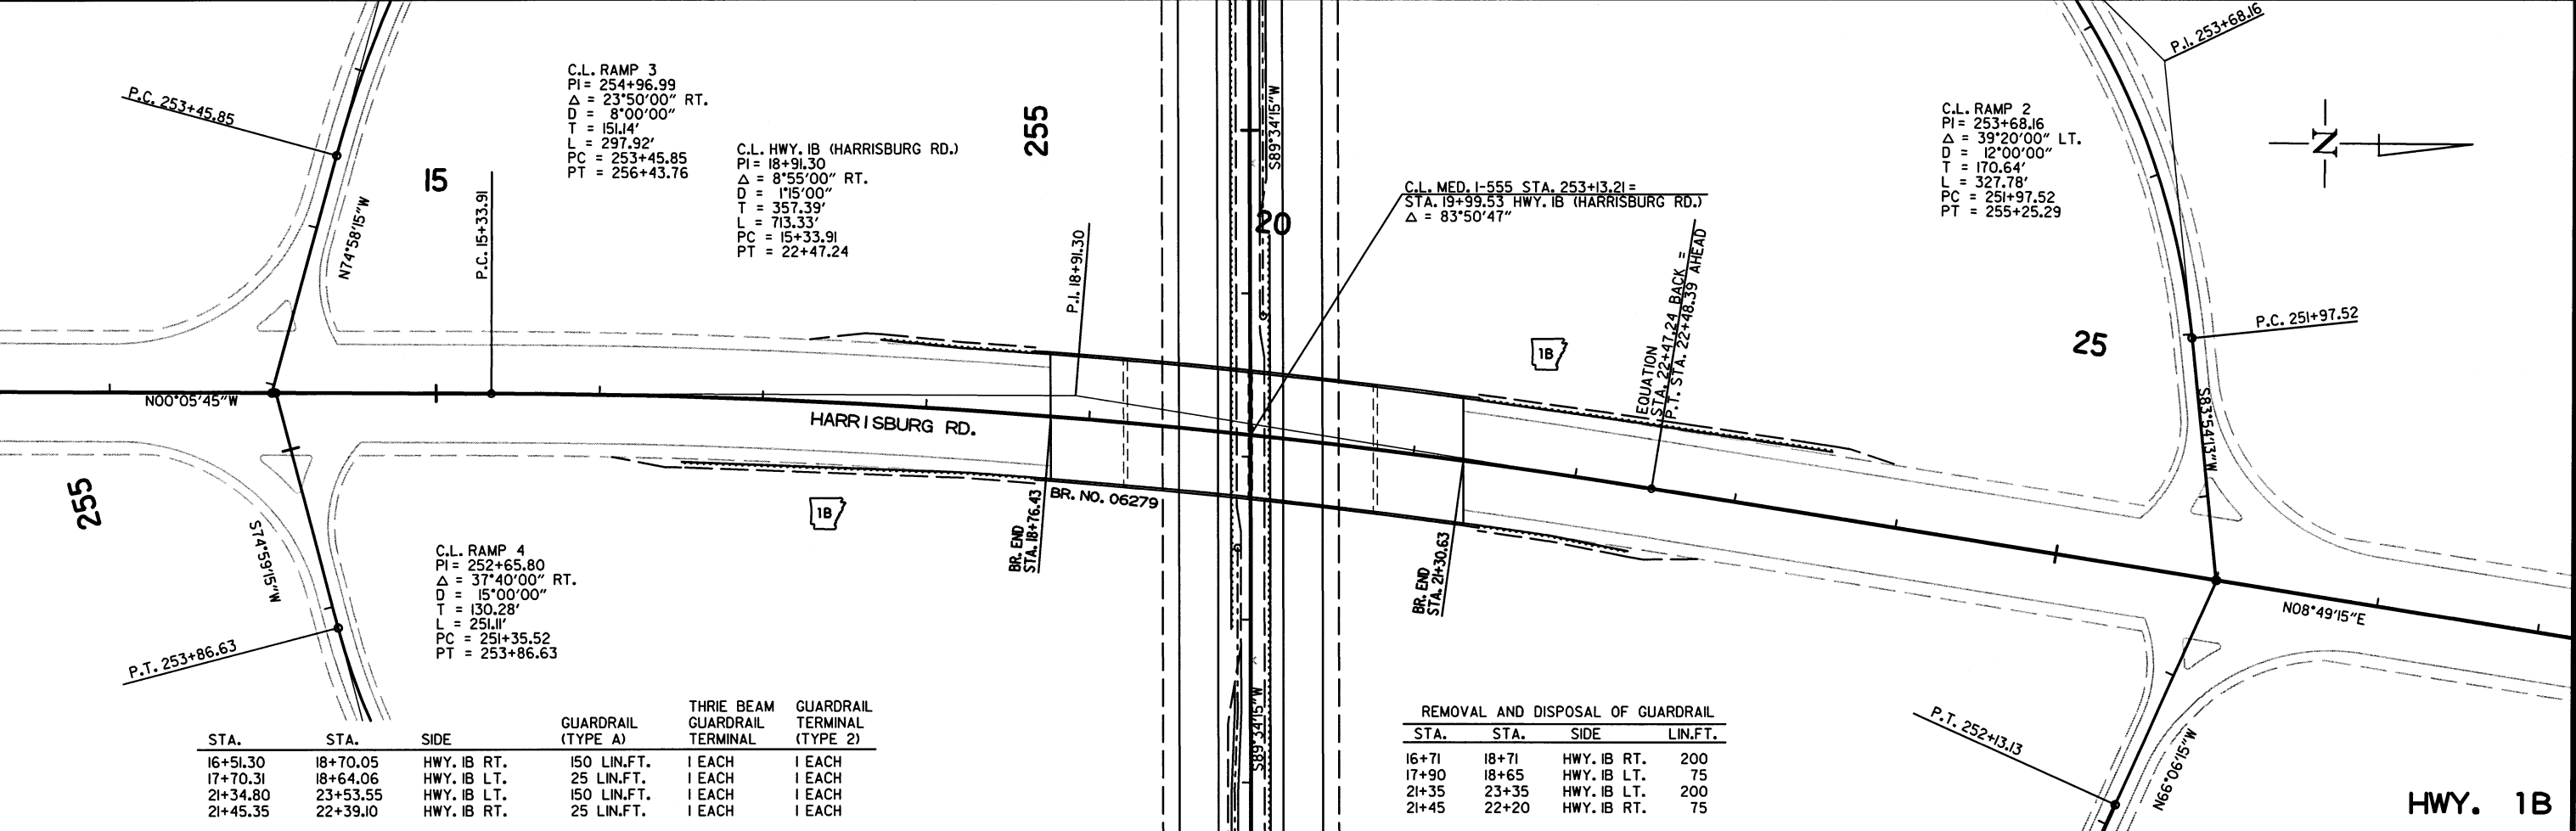 P.C. 253+45.85
N74°58'15"W
15
P.C. 15+33.91
C.L. RAMP 3
PI = 254+96.99
Δ = 23°50'00" RT.
D = 8°00'00"
T = 151.14'
L = 297.92'
PC = 253+45.85
PT = 256+43.76
C.L. HWY. 1B (HARRISBURG RD.)
PI = 18+91.30
Δ = 8°55'00" RT.
D = 1°15'00"
T = 357.39'
L = 713.33'
PC = 15+33.91
PT = 22+47.24
255
P.I. 18+91.30
S89°34'15"W
20
C.L. MED. I-555 STA. 253+13.21 =
STA. 19+99.53 HWY. 1B (HARRISBURG RD.)
Δ = 83°50'47"
EQUATION
STA. 22+47.24 BACK =
P.T. STA. 22+48.39 AHEAD
C.L. RAMP 2
PI = 253+68.16
Δ = 39°20'00" LT.
D = 12°00'00"
T = 170.64'
L = 327.78'
PC = 251+97.52
PT = 255+25.29
P.I. 253+68.16
N
P.C. 251+97.52
25
S83°54'13"W
1B
N00°05'45"W
HARRISBURG RD.
255
S74°59'15"W
P.T. 253+86.63
1B
BR. END
STA. 18+76.43
BR. NO. 06279
BR. END
STA. 21+30.63
N08°49'15"E
C.L. RAMP 4
PI = 252+65.80
Δ = 37°40'00" RT.
D = 15°00'00"
T = 130.28'
L = 251.11'
PC = 251+35.52
PT = 253+86.63
S89°34'15"W
P.T. 252+13.13
N66°06'15"W
THRIE BEAM GUARDRAIL
GUARDRAIL GUARDRAIL TERMINAL
STA. STA. SIDE (TYPE A) TERMINAL (TYPE 2)
16+51.30 18+70.05 HWY. 1B RT. 150 LIN.FT. 1 EACH 1 EACH
17+70.31 18+64.06 HWY. 1B LT. 25 LIN.FT. 1 EACH 1 EACH
21+34.80 23+53.55 HWY. 1B LT. 150 LIN.FT. 1 EACH 1 EACH
21+45.35 22+39.10 HWY. 1B RT. 25 LIN.FT. 1 EACH 1 EACH
REMOVAL AND DISPOSAL OF GUARDRAIL
STA. STA. SIDE LIN.FT.
16+71 18+71 HWY. 1B RT. 200
17+90 18+65 HWY. 1B LT. 75
21+35 23+35 HWY. 1B LT. 200
21+45 22+20 HWY. 1B RT. 75
HWY. 1B